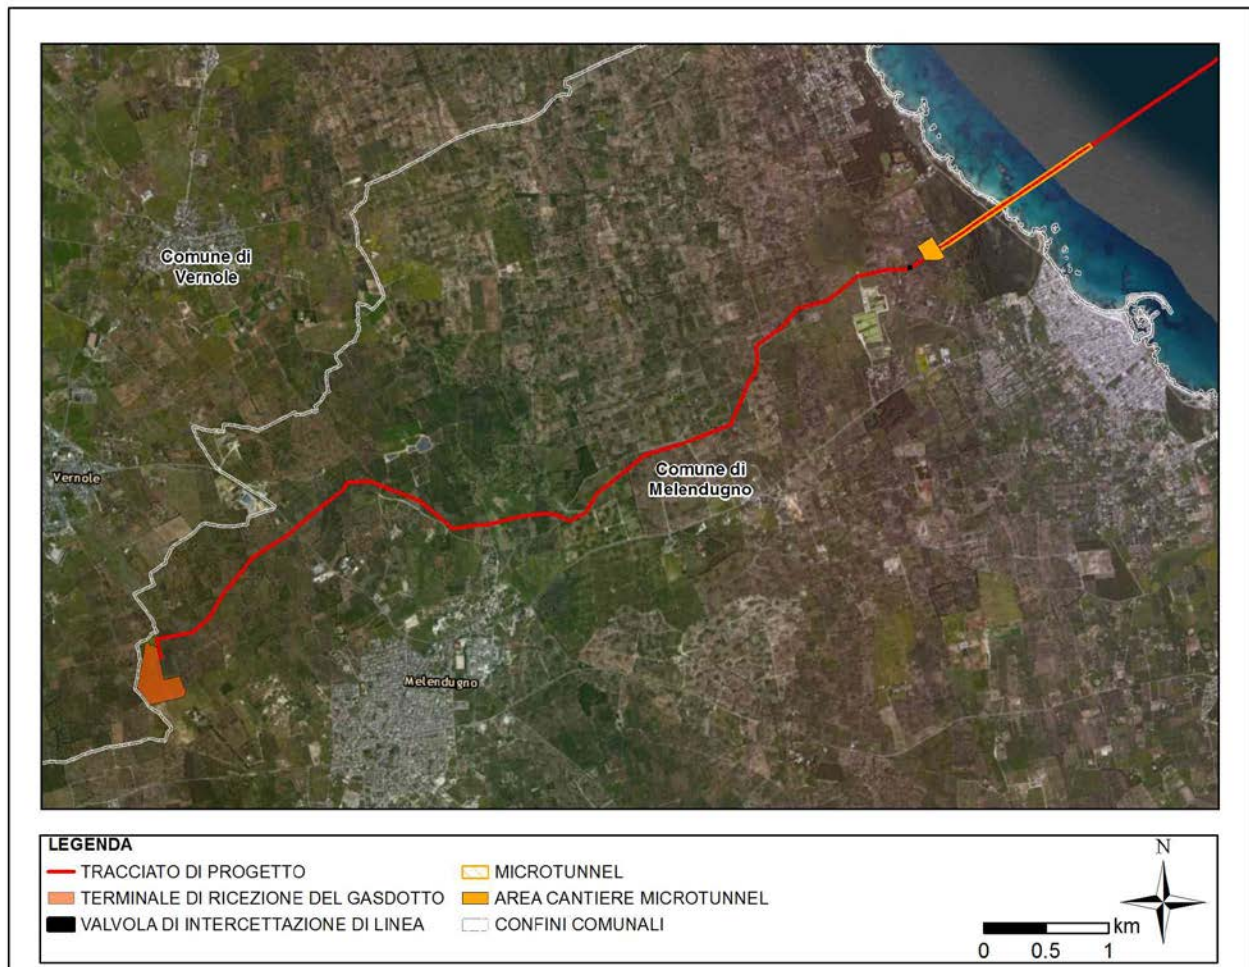 Comune di
Vernole
Vernole
Comune di
Melendugno
Melendugno
LEGENDA
TRACCIATO DI PROGETTO
TERMINALE DI RICEZIONE DEL GASDOTTO
VALVOLA DI INTERCETTAZIONE DI LINEA
MICROTUNNEL
AREA CANTIERE MICROTUNNEL
CONFINI COMUNALI
N
km
0 0.5 1